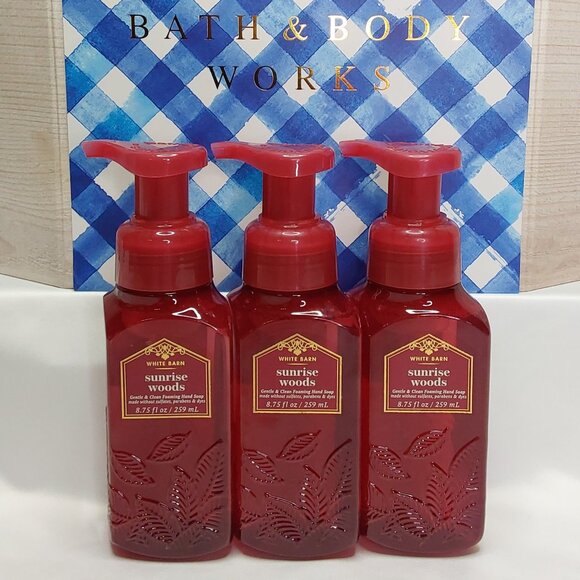 BATH & BODY
WORKS
WHITE BARN
sunrise
woods
Gentle & Clean Foaming Hand Soap
made without sulfates, parabens & dyes
8.75 fl oz / 259 mL
WHITE BARN
sunrise
woods
Gentle & Clean Foaming Hand Soap
made without sulfates, parabens & dyes
8.75 fl oz / 259 mL
WHITE BARN
sunrise
woods
Gentle & Clean Foaming Hand Soap
made without sulfates, parabens & dyes
8.75 fl oz / 259 mL